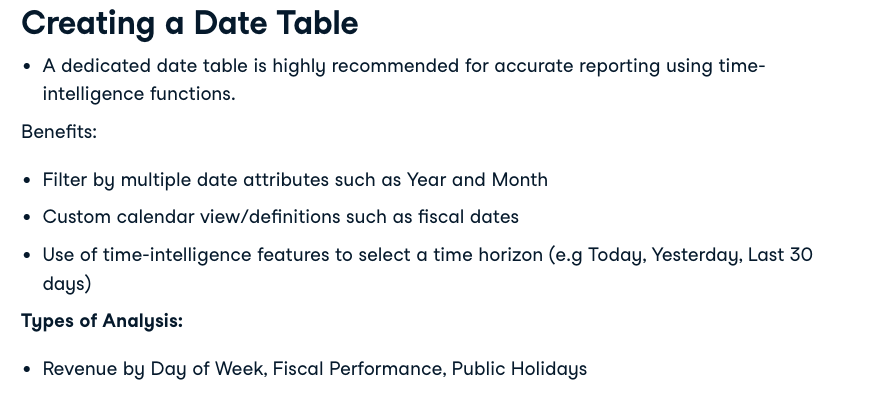 Creating a Date Table
• A dedicated date table is highly recommended for accurate reporting using time-
intelligence functions.
Benefits:
• Filter by multiple date attributes such as Year and Month
• Custom calendar view/definitions such as fiscal dates
• Use of time-intelligence features to select a time horizon (e.g Today, Yesterday, Last 30
days)
Types of Analysis:
• Revenue by Day of Week, Fiscal Performance, Public Holidays